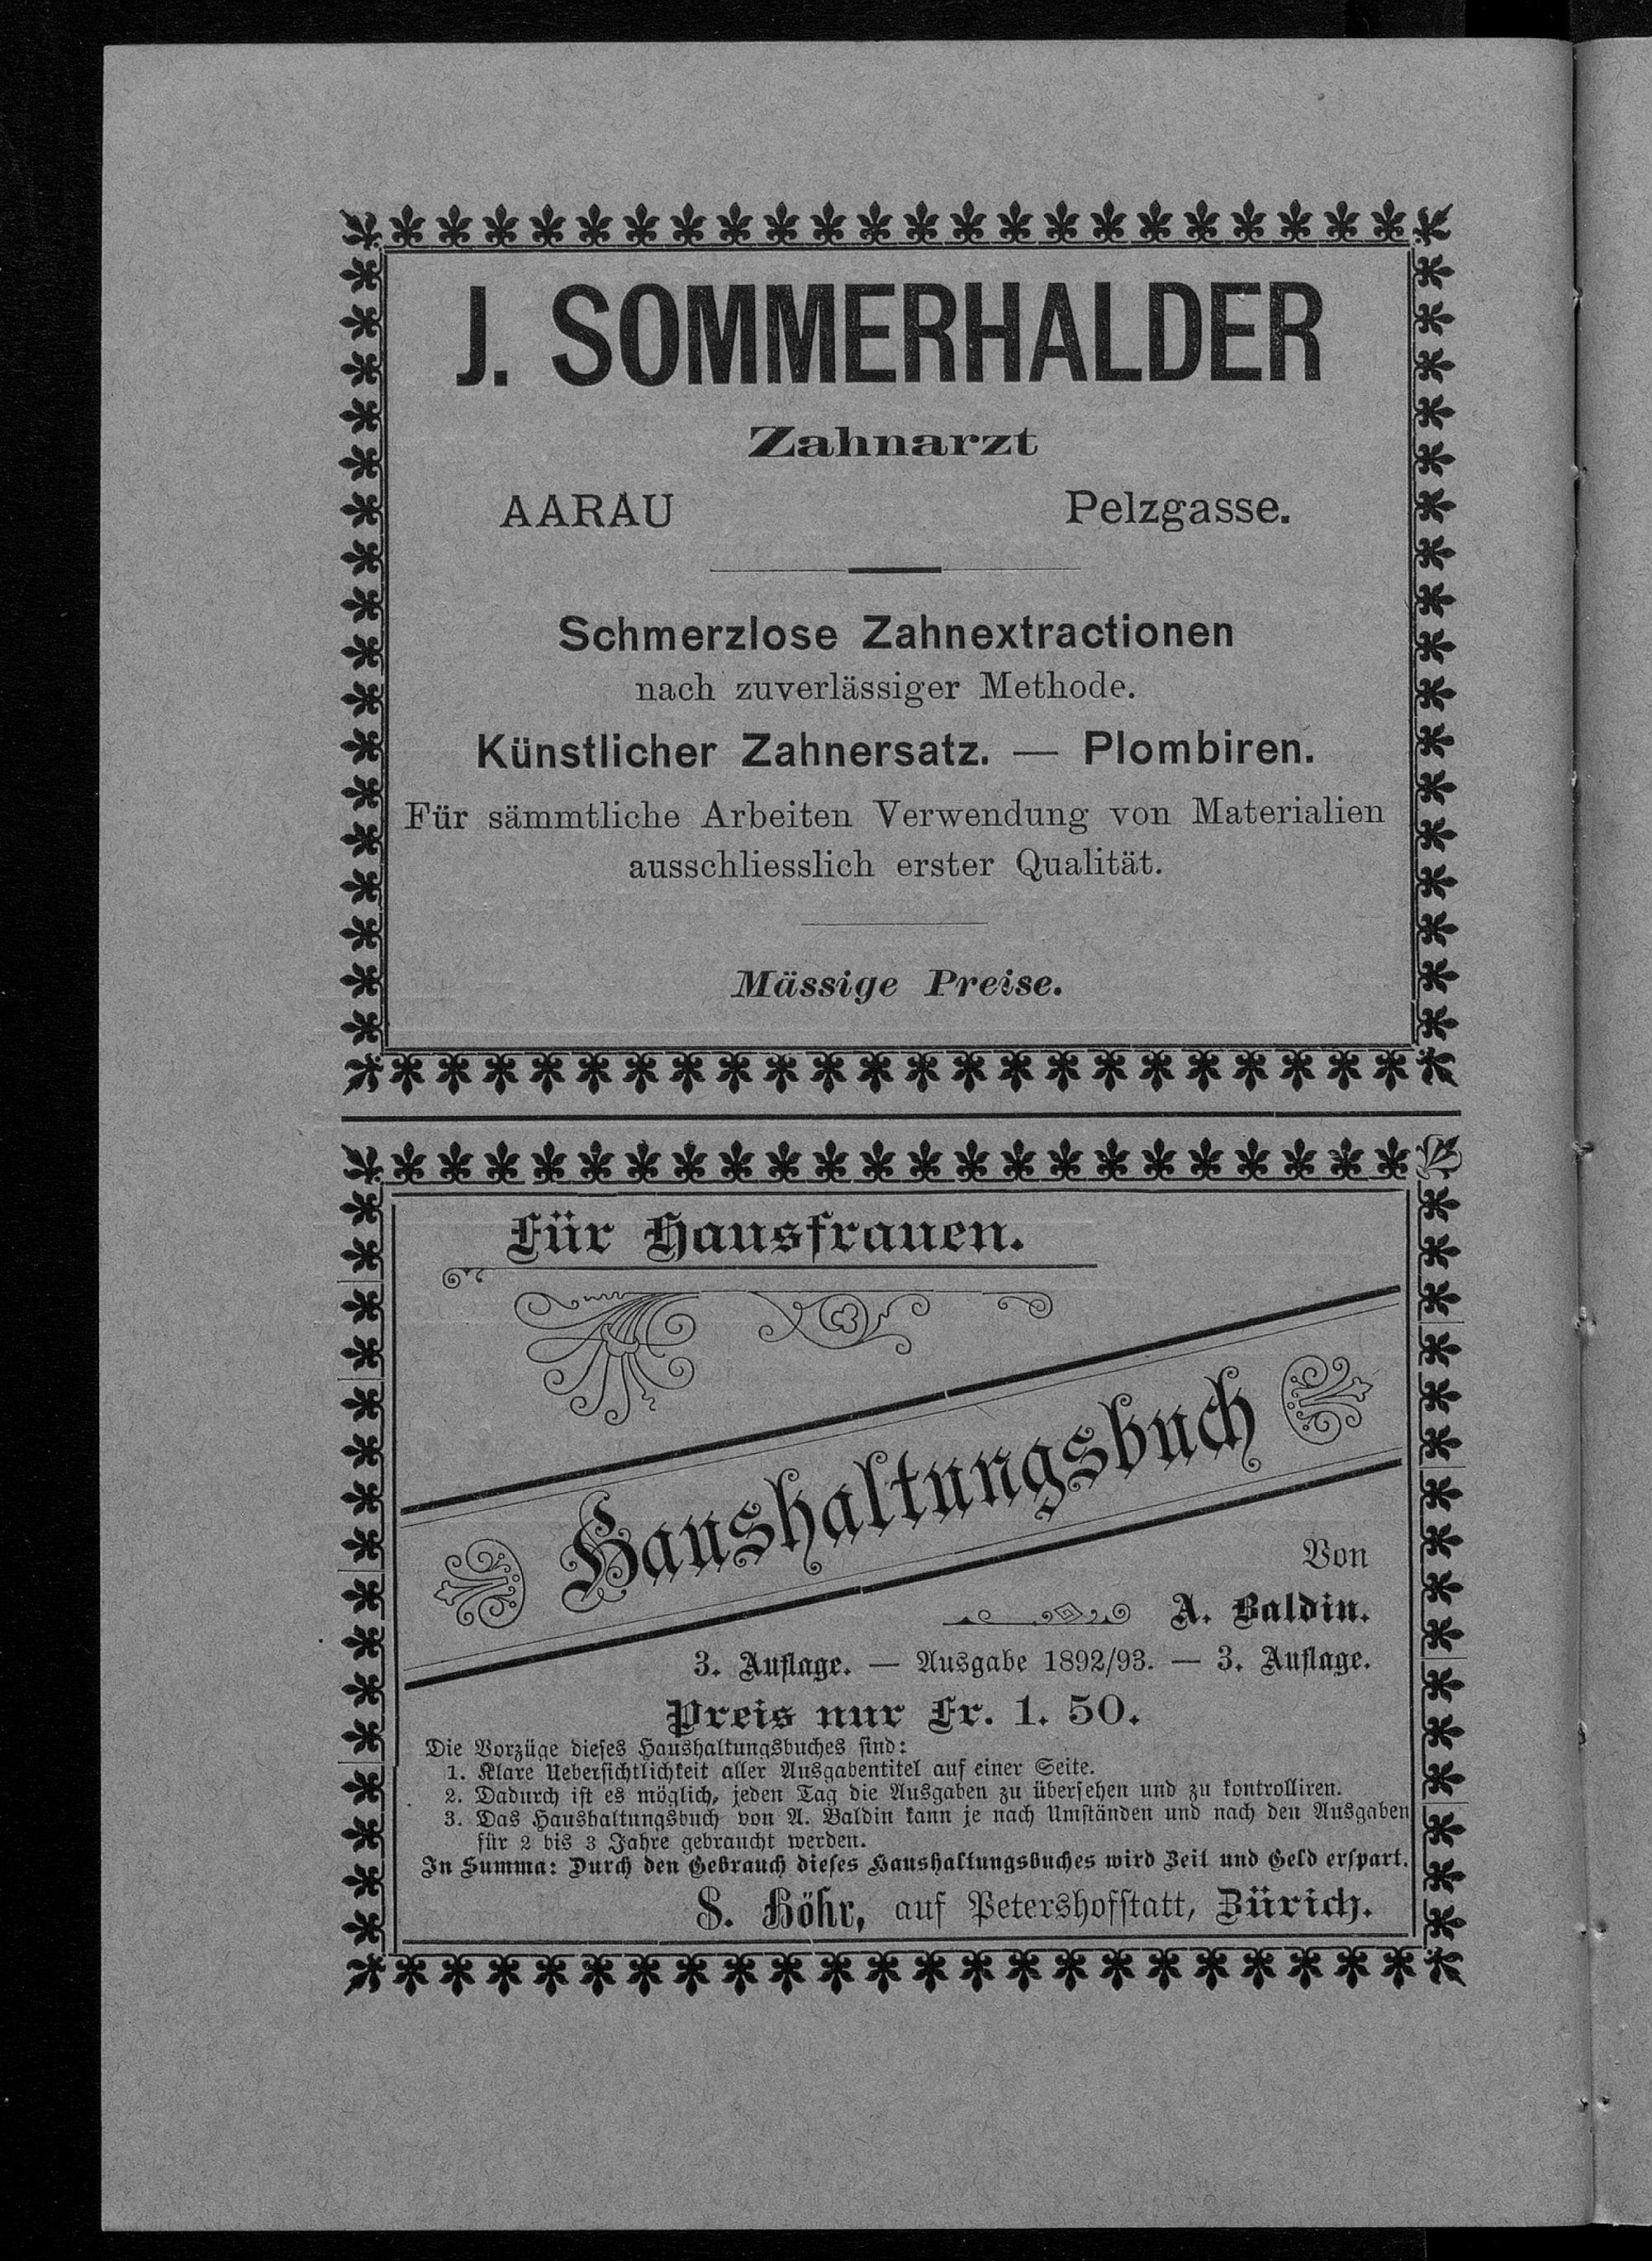 J. SOMMERHALDER
Zahnarzt
AARAU Pelzgasse.
Schmerzlose Zahnextractionen
nach zuverlässiger Methode.
Künstlicher Zahnersatz. — Plombiren.
Für sämmtliche Arbeiten Verwendung von Materialien
ausschliesslich erster Qualität.
Mässige Preise.
Für Hausfrauen.
Haushaltungsbuch
Von
A. Baldin.
3. Auflage. — Ausgabe 1892/93. — 3. Auflage.
Preis nur Fr. 1. 50.
Die Vorzüge dieses Haushaltungsbuches sind:
1. Klare Uebersichtlichkeit aller Ausgabentitel auf einer Seite.
2. Dadurch ist es möglich, jeden Tag die Ausgaben zu übersehen und zu kontrolliren.
3. Das Haushaltungsbuch von A. Baldin kann je nach Umständen und nach den Ausgaben
für 2 bis 3 Jahre gebraucht werden.
In Summa: Durch den Gebrauch dieses Haushaltungsbuches wird Zeit und Geld erspart.
S. Höhr, auf Petershofstatt, Zürich.